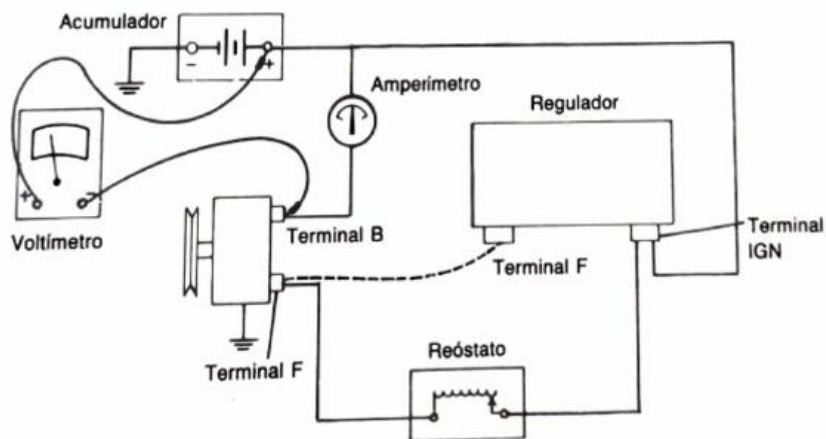 Acumulador
- +
Amperímetro
Regulador
+ -
Voltímetro
Terminal B
Terminal F
Terminal
IGN
Terminal F
Reóstato